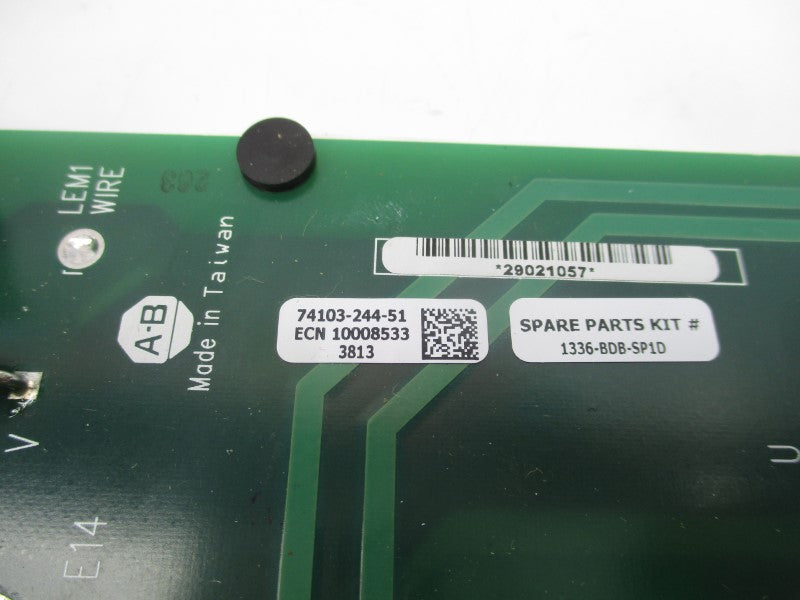 LEM1
WIRE
263
Made in Taiwan
A-B
*29021057*
74103-244-51
ECN 10008533
3813
SPARE PARTS KIT #
1336-BDB-SP1D
V
U
E14